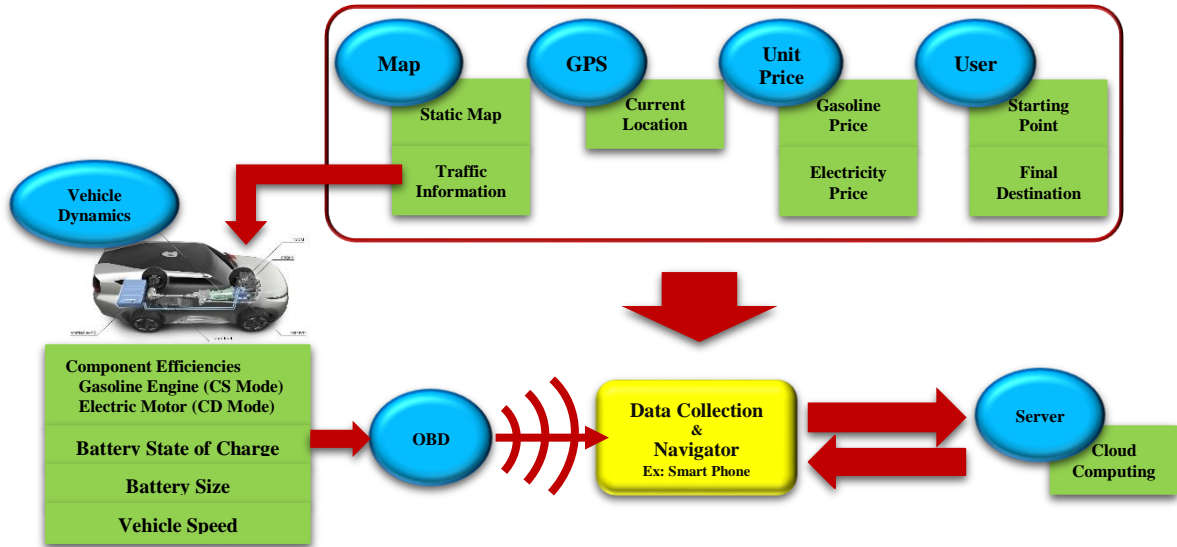 Map
GPS
Unit
Price
User
Static Map
Current
Location
Gasoline
Price
Starting
Point
Traffic
Information
Electricity
Price
Final
Destination
Vehicle
Dynamics
Component Efficiencies
Gasoline Engine (CS Mode)
Electric Motor (CD Mode)
Battery State of Charge
Battery Size
Vehicle Speed
OBD
Data Collection
&
Navigator
Ex: Smart Phone
Server
Cloud
Computing